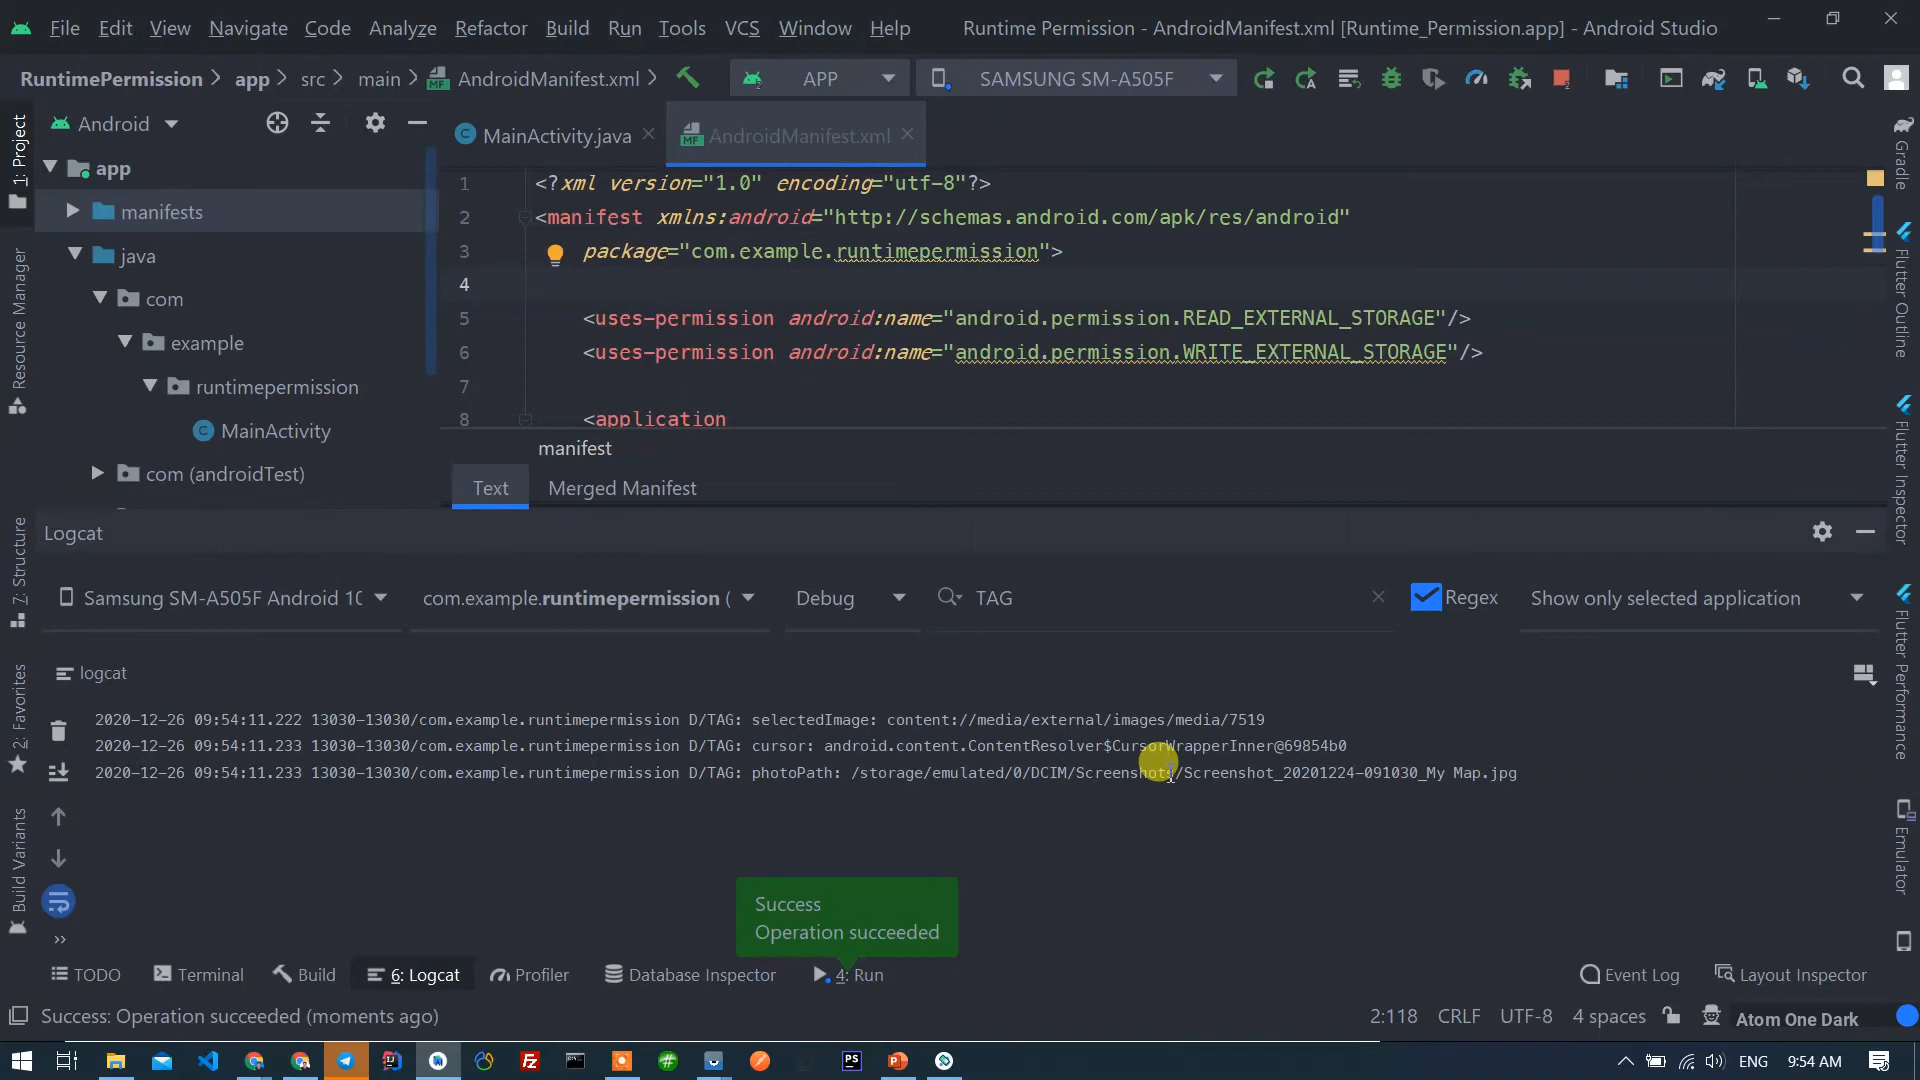 File Edit View Navigate Code Analyze Refactor Build Run Tools VCS Window Help Runtime Permission - AndroidManifest.xml [Runtime_Permission.app] - Android Studio
RuntimePermission app src main AndroidManifest.xml APP SAMSUNG SM-A505F
Android
MainActivity.java AndroidManifest.xml
app
manifests
java
com
example
runtimepermission
MainActivity
com (androidTest)
1 <?xml version="1.0" encoding="utf-8"?>
2 <manifest xmlns:android="http://schemas.android.com/apk/res/android"
3 package="com.example.runtimepermission">
4
5 <uses-permission android:name="android.permission.READ_EXTERNAL_STORAGE"/>
6 <uses-permission android:name="android.permission.WRITE_EXTERNAL_STORAGE"/>
7
8 <application
manifest
Text Merged Manifest
1: Project
Resource Manager
7: Structure
2: Favorites
Build Variants
Gradle
Flutter Outline
Flutter Inspector
Flutter Performance
Emulator
Logcat
Samsung SM-A505F Android 10 com.example.runtimepermission ( Debug TAG Regex Show only selected application
logcat
2020-12-26 09:54:11.222 13030-13030/com.example.runtimepermission D/TAG: selectedImage: content://media/external/images/media/7519
2020-12-26 09:54:11.233 13030-13030/com.example.runtimepermission D/TAG: cursor: android.content.ContentResolver$CursorWrapperInner@69854b0
2020-12-26 09:54:11.233 13030-13030/com.example.runtimepermission D/TAG: photoPath: /storage/emulated/0/DCIM/Screenshots/Screenshot_20201224-091030_My Map.jpg
Success
Operation succeeded
TODO Terminal Build 6: Logcat Profiler Database Inspector 4: Run Event Log Layout Inspector
Success: Operation succeeded (moments ago) 2:118 CRLF UTF-8 4 spaces Atom One Dark
ENG 9:54 AM